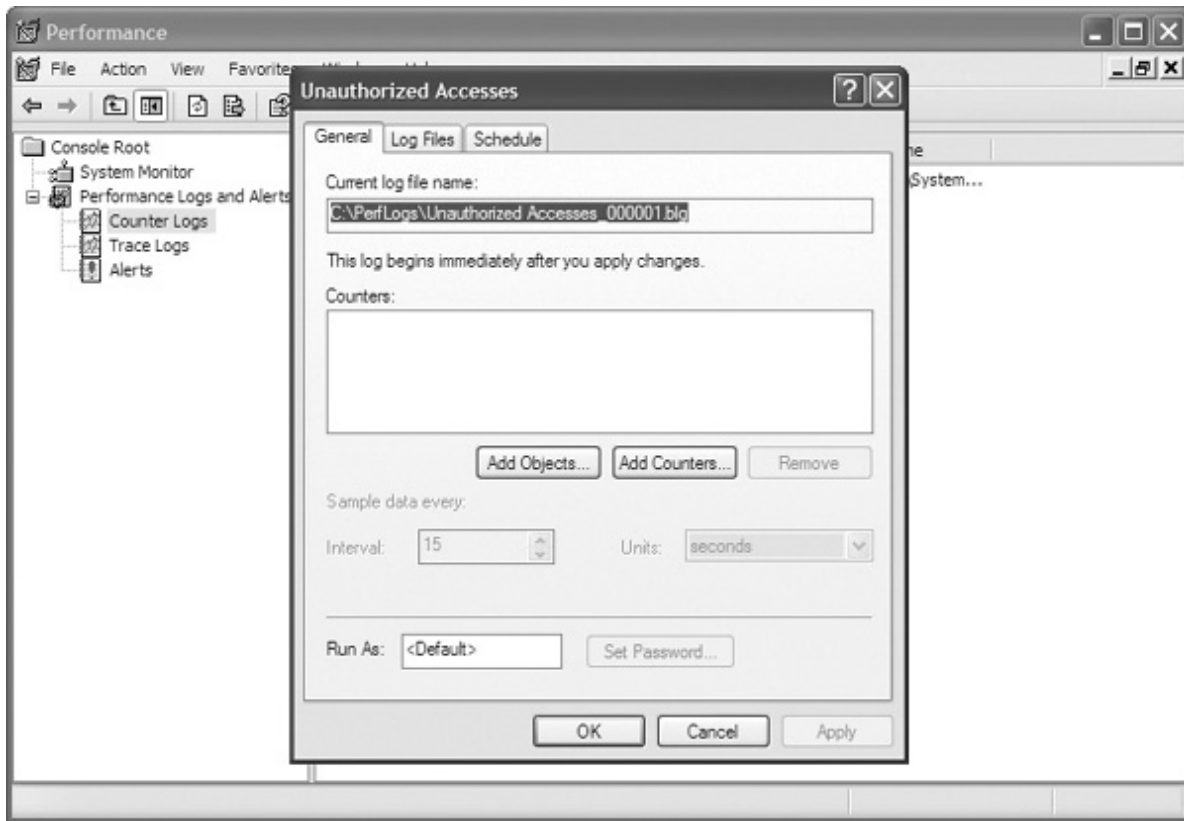 Performance
File Action View Favorite
Unauthorized Accesses
General Log Files Schedule
Console Root
System Monitor
Performance Logs and Alerts
Counter Logs
Trace Logs
Alerts
Current log file name:
C:\PerfLogs\Unauthorized Accesses_000001.blg
This log begins immediately after you apply changes.
Counters:
Add Objects... Add Counters... Remove
Sample data every:
Interval: 15 Units: seconds
Run As: <Default> Set Password...
OK Cancel Apply
me
\System...